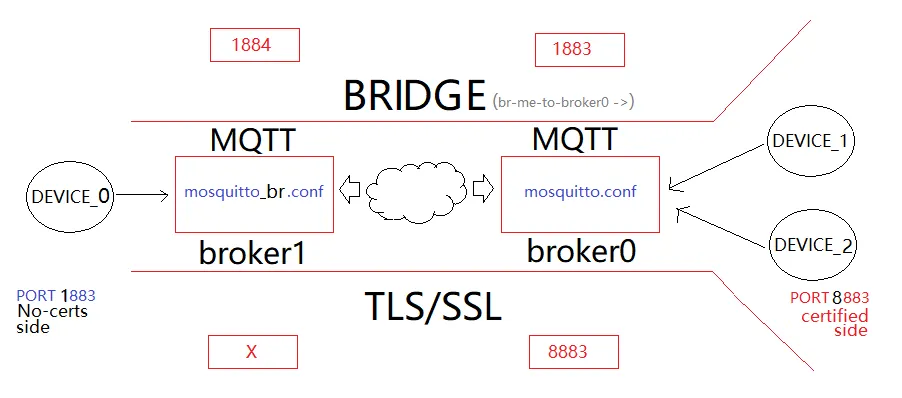 1884
1883
BRIDGE (br-me-to-broker0 ->)
MQTT
MQTT
DEVICE_1
DEVICE_0
mosquitto_br.conf
mosquitto.conf
DEVICE_2
broker1
broker0
PORT 1883
No-certs
side
TLS/SSL
PORT 8883
certified
side
X
8883